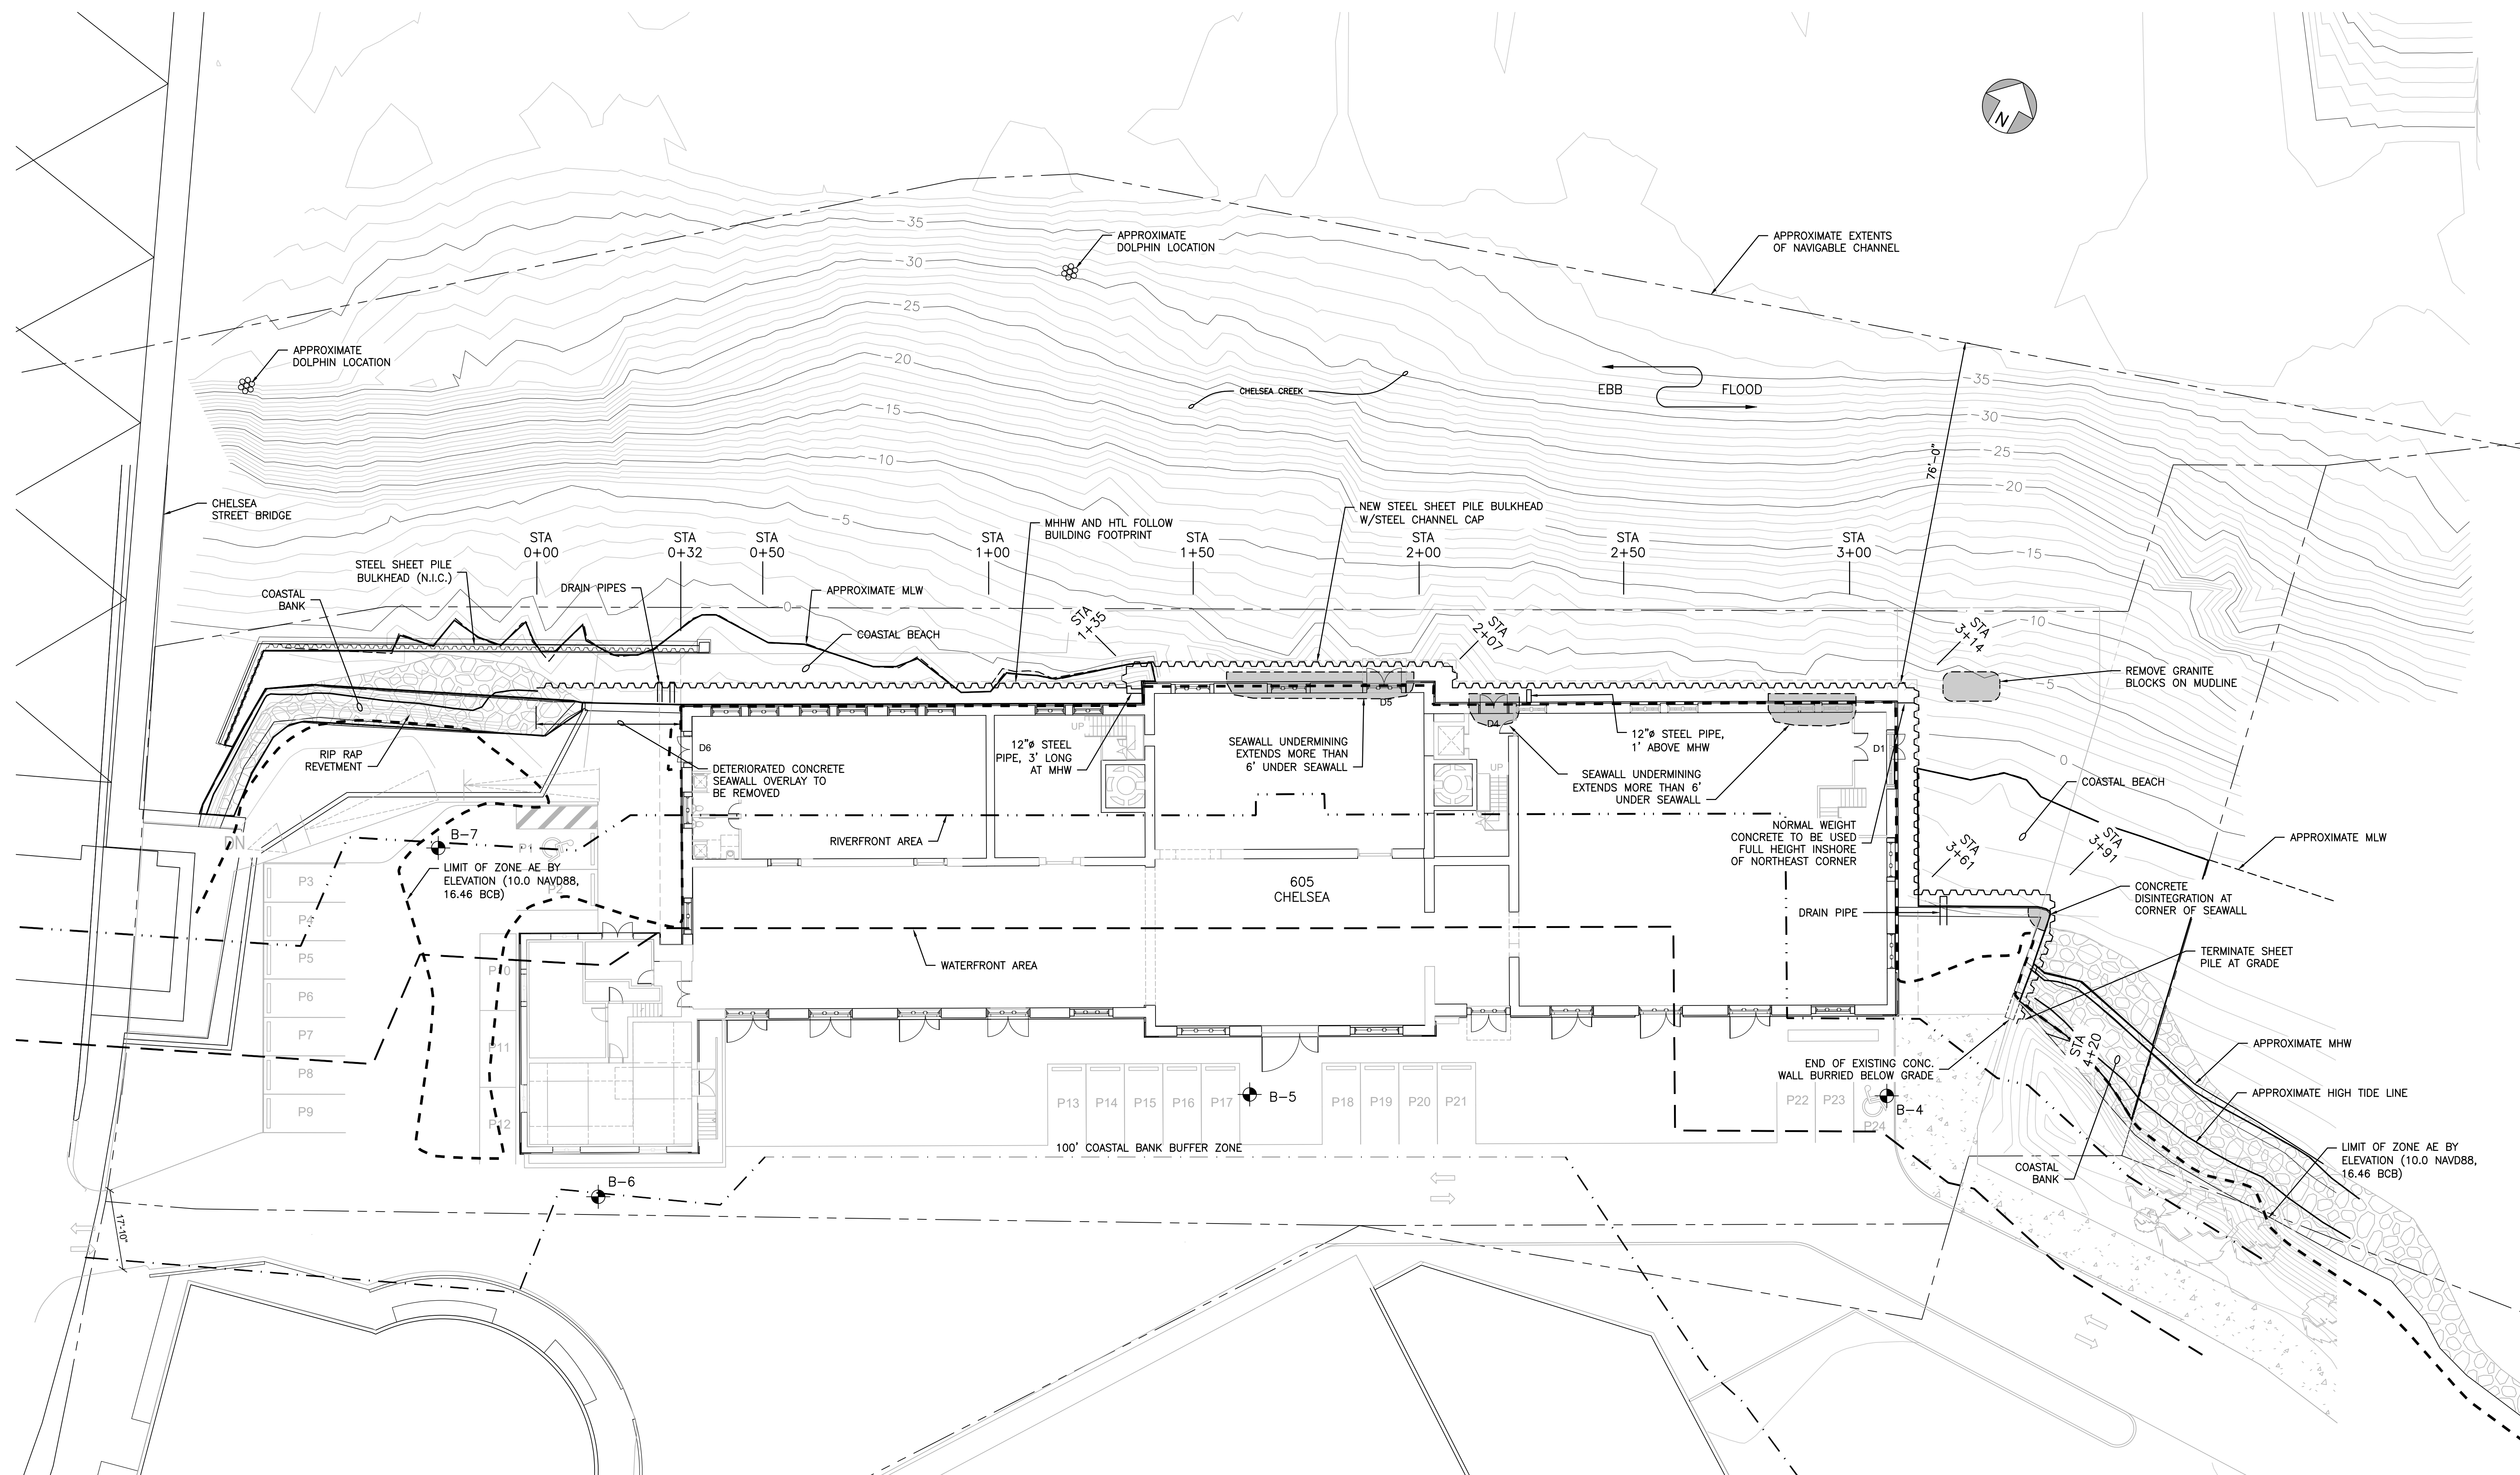 N
-35
APPROXIMATE
DOLPHIN LOCATION
APPROXIMATE EXTENTS
OF NAVIGABLE CHANNEL
-30
-25
APPROXIMATE
DOLPHIN LOCATION
-20
CHELSEA CREEK
EBB
FLOOD
-35
-15
-30
76'-0"
-25
-10
-20
CHELSEA
STREET BRIDGE
-5
MHHW AND HTL FOLLOW
BUILDING FOOTPRINT
NEW STEEL SHEET PILE BULKHEAD
W/STEEL CHANNEL CAP
STA
0+00
STA
0+32
STA
0+50
STA
1+00
STA
1+50
STA
2+00
STA
2+50
STA
3+00
-15
STEEL SHEET PILE
BULKHEAD (N.I.C.)
DRAIN PIPES
COASTAL
BANK
APPROXIMATE MLW
0
COASTAL BEACH
STA
1+35
STA
2+07
STA
3+14
-10
REMOVE GRANITE
BLOCKS ON MUDLINE
-5
D5
D4
UP
RIP RAP
REVETMENT
D6
DETERIORATED CONCRETE
SEAWALL OVERLAY TO
BE REMOVED
12"ø STEEL
PIPE, 3' LONG
AT MHW
SEAWALL UNDERMINING
EXTENDS MORE THAN
6' UNDER SEAWALL
12"ø STEEL PIPE,
1' ABOVE MHW
D1
UP
SEAWALL UNDERMINING
EXTENDS MORE THAN 6'
UNDER SEAWALL
0
COASTAL BEACH
NORMAL WEIGHT
CONCRETE TO BE USED
FULL HEIGHT INSHORE
OF NORTHEAST CORNER
STA
3+61
STA
3+91
APPROXIMATE MLW
DN
B-7
P1
RIVERFRONT AREA
LIMIT OF ZONE AE BY
ELEVATION (10.0 NAVD88,
16.46 BCB)
P2
P3
P4
P5
P6
P7
P8
P9
P10
P11
P12
605
CHELSEA
DRAIN PIPE
CONCRETE
DISINTEGRATION AT
CORNER OF SEAWALL
WATERFRONT AREA
TERMINATE SHEET
PILE AT GRADE
STA
4+20
APPROXIMATE MHW
END OF EXISTING CONC.
WALL BURRIED BELOW GRADE
APPROXIMATE HIGH TIDE LINE
P13
P14
P15
P16
P17
B-5
P18
P19
P20
P21
P22
P23
P24
B-4
100' COASTAL BANK BUFFER ZONE
LIMIT OF ZONE AE BY
ELEVATION (10.0 NAVD88,
16.46 BCB)
COASTAL
BANK
B-6
17'-10"